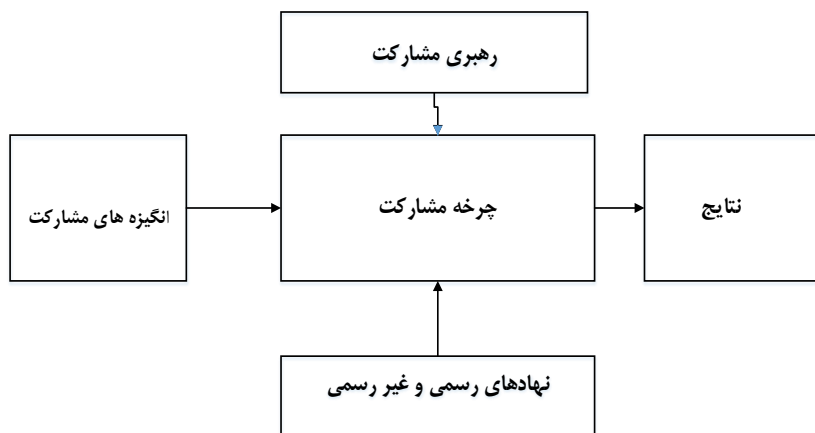 رهبری مشارکت
انگیزه های مشارکت
چرخه مشارکت
نتایج
نهادهای رسمی و غیر رسمی